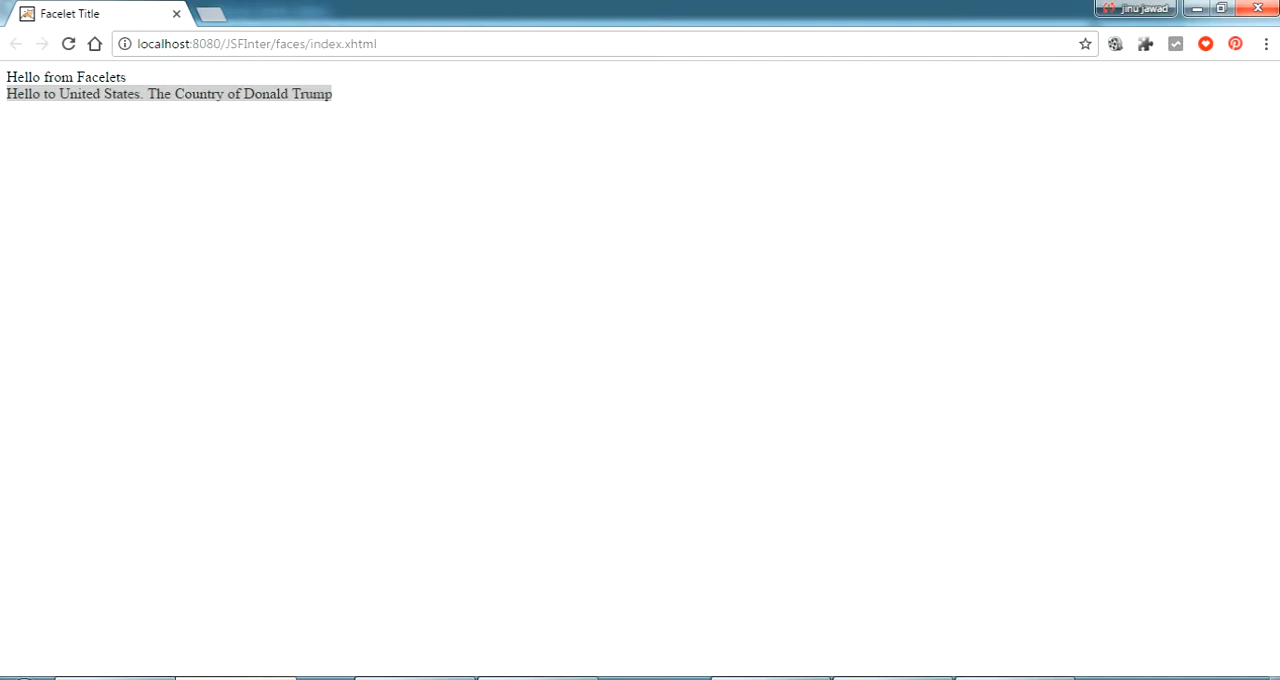 Facelet Title
jinu jawad
localhost:8080/JSFInter/faces/index.xhtml
Hello from Facelets
Hello to United States. The Country of Donald Trump